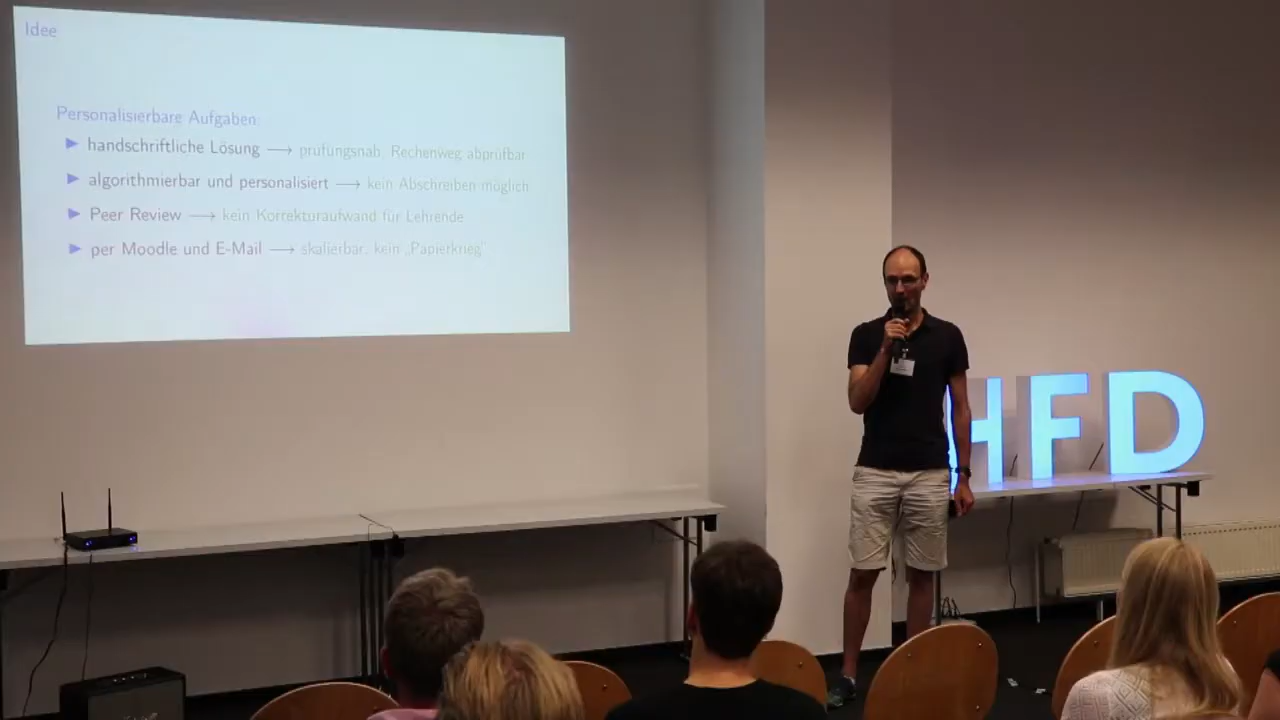 Idee
Personalisierbare Aufgaben:
▶ handschriftliche Lösung ⟶ prüfungsnah, Rechenweg abprüfbar
▶ algorithmierbar und personalisiert ⟶ kein Abschreiben möglich
▶ Peer Review ⟶ kein Korrekturaufwand für Lehrende
▶ per Moodle und E-Mail ⟶ skalierbar, kein „Papierkrieg“
HFD